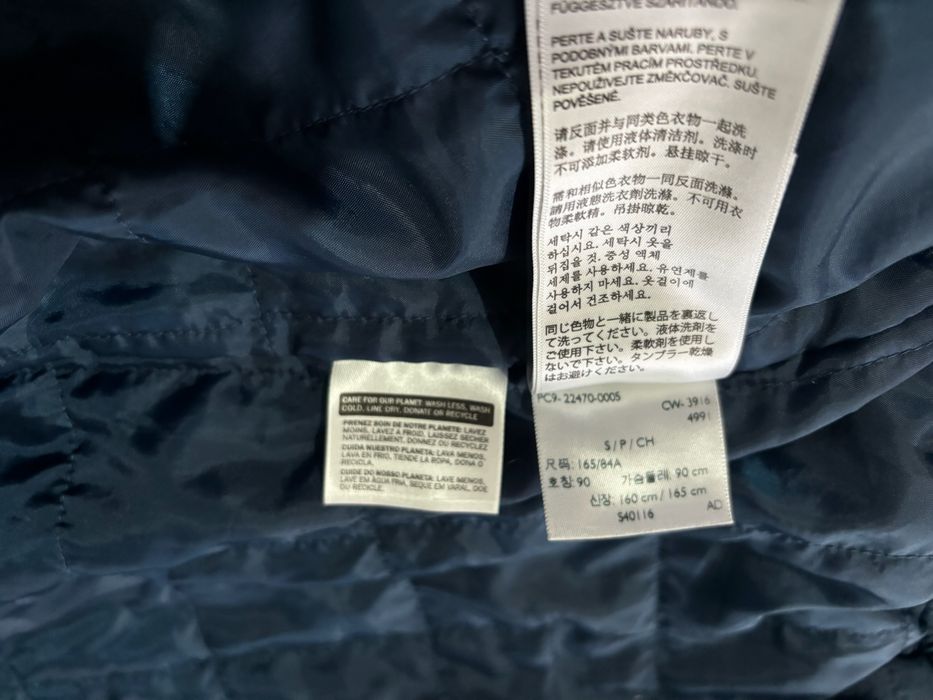 FÜGGESZTVE SZÁRÍTANDÓ.
PERTE A SUŠTE NARUBY, S
PODOBNÝMI BARVAMI. PERTE V
TEKUTÉM PRACÍM PROSTŘEDKU.
NEPOUŽIVEJTE ZMĚKČOVAČ. SUŠTE
POVĚŠENÉ.
请反面并与同类色衣物一起洗
涤。请使用液体清洁剂。洗涤时
不可添加柔软剂。悬挂晾干。
需和相似色衣物一同反面洗滌。
請用液態洗衣劑洗滌。不可用衣
物柔軟精。吊掛晾乾。
세탁시 같은 색상끼리
하십시요. 세탁시 옷을
뒤집을 것. 중성 액체
세제를 사용하세요. 유연제를
사용하지 마세요. 옷걸이에
걸어서 건조하세요.
同じ色物と一緒に製品を裏返し
て洗ってください。液体洗剤を
ご使用下さい。柔軟剤を使用し
ないで下さい。タンブラー乾燥
はお避けください。
PC9- 22470-0005
CW- 3916
4991
S / P / CH
尺码: 165/84A
호칭: 90 가슴둘레: 90 cm
신장: 160 cm / 165 cm
S40116 AD
CARE FOR OUR PLANET: WASH LESS, WASH
COLD, LINE DRY, DONATE OR RECYCLE
PRENEZ SOIN DE NOTRE PLANÈTE: LAVEZ
MOINS, LAVEZ À FROID, LAISSEZ SÉCHER
NATURELLEMENT, DONNEZ OU RECYCLEZ
CUIDA NUESTRO PLANETA: LAVA MENOS,
LAVA EN FRIO, TIENDE LA ROPA, DONA O
RECICLA.
CUIDE DO NOSSO PLANETA: LAVE MENOS,
LAVE EM ÁGUA FRIA, SEQUE EM VARAL, DOE
OU RECICLE.